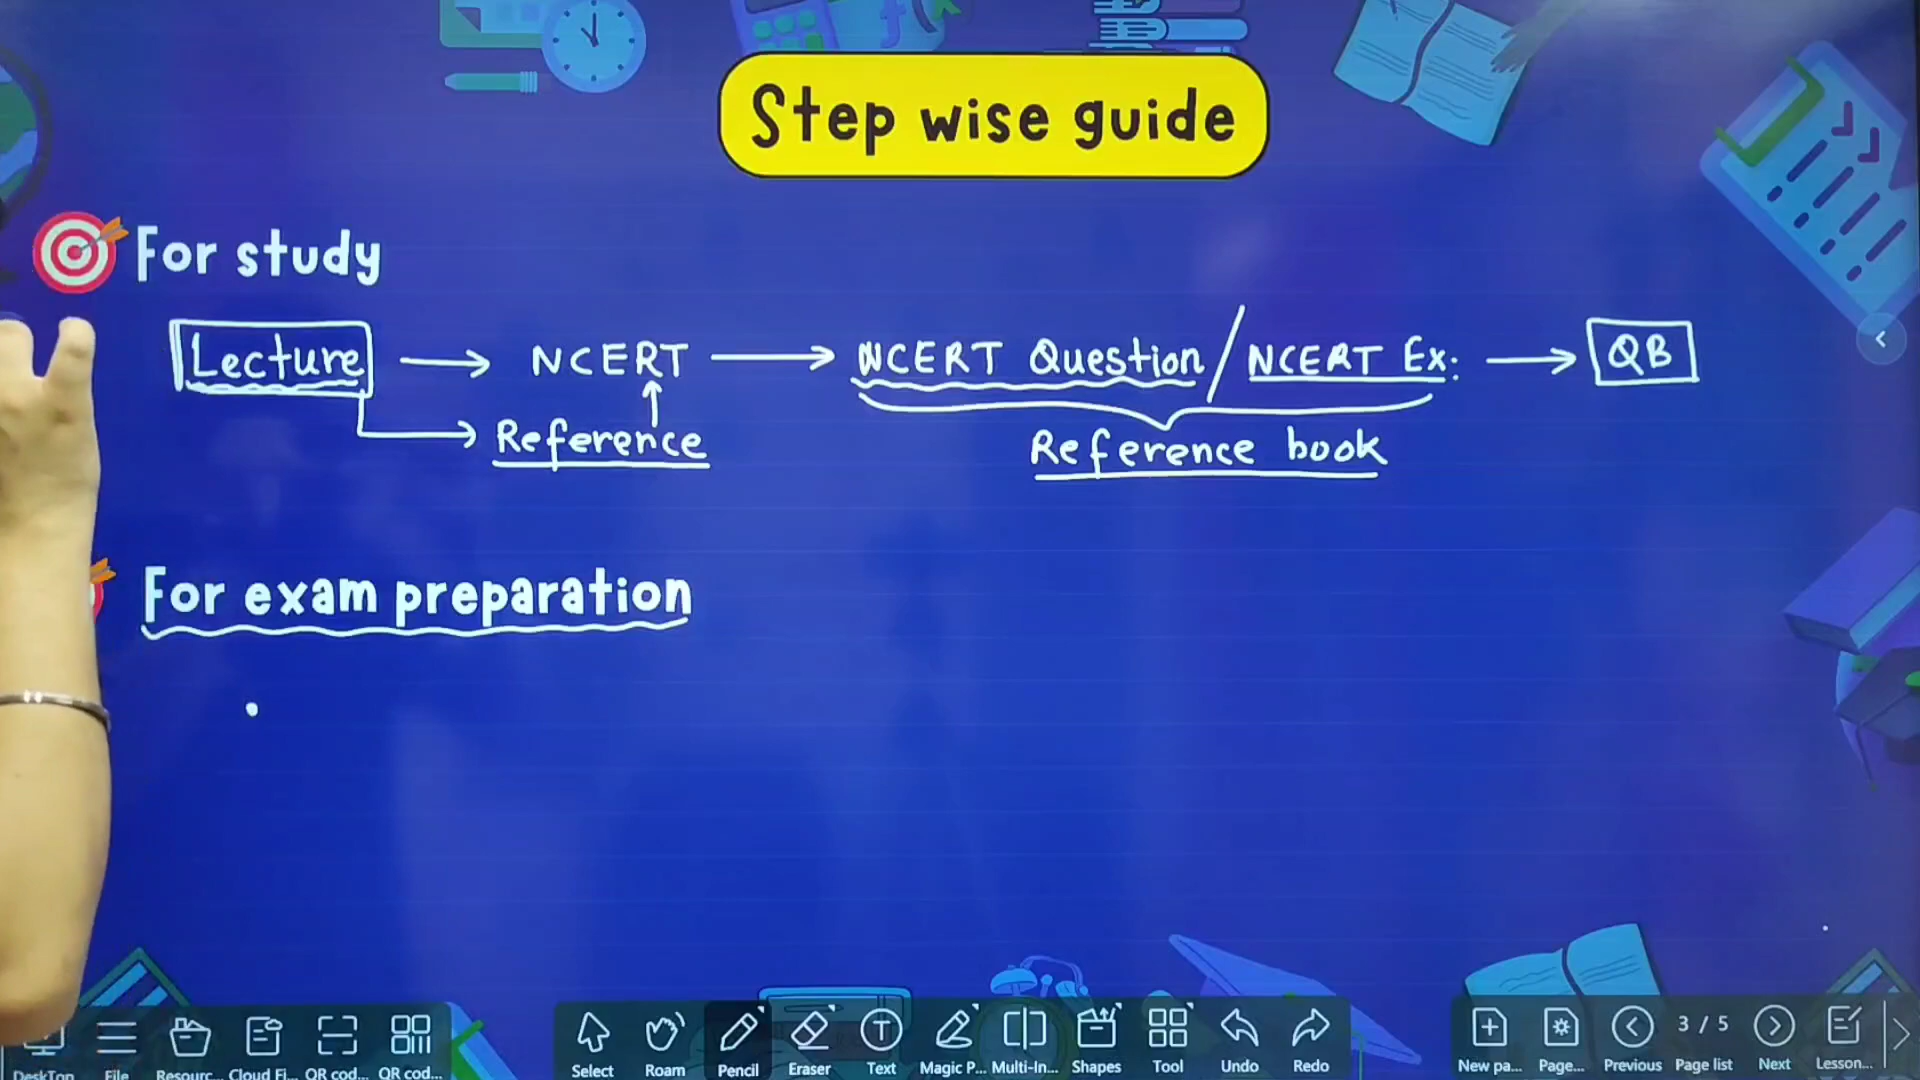 Step wise guide
For study
Lecture → NCERT → NCERT Question / NCERT Ex: → QB
Reference
Reference book
For exam preparation
DeskTop File Resourc... Cloud Fi... QR cod... QR cod... Select Roam Pencil Eraser Text Magic P... Multi-In... Shapes Tool Undo Redo New pa... Page... Previous 3 / 5 Page list Next Lesson...